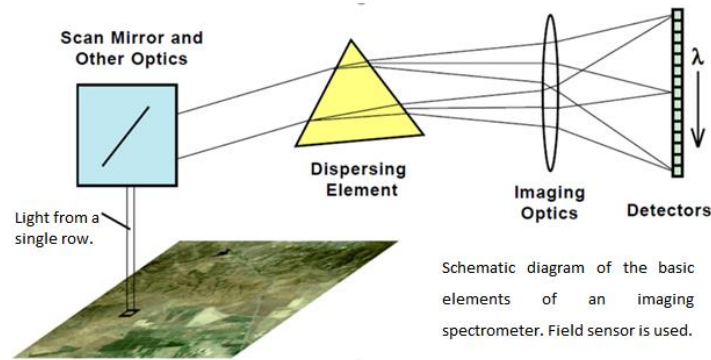 Scan Mirror and
Other Optics
Light from a
single row.
Dispersing
Element
Imaging
Optics
Detectors
λ
Schematic diagram of the basic
elements of an imaging
spectrometer. Field sensor is used.